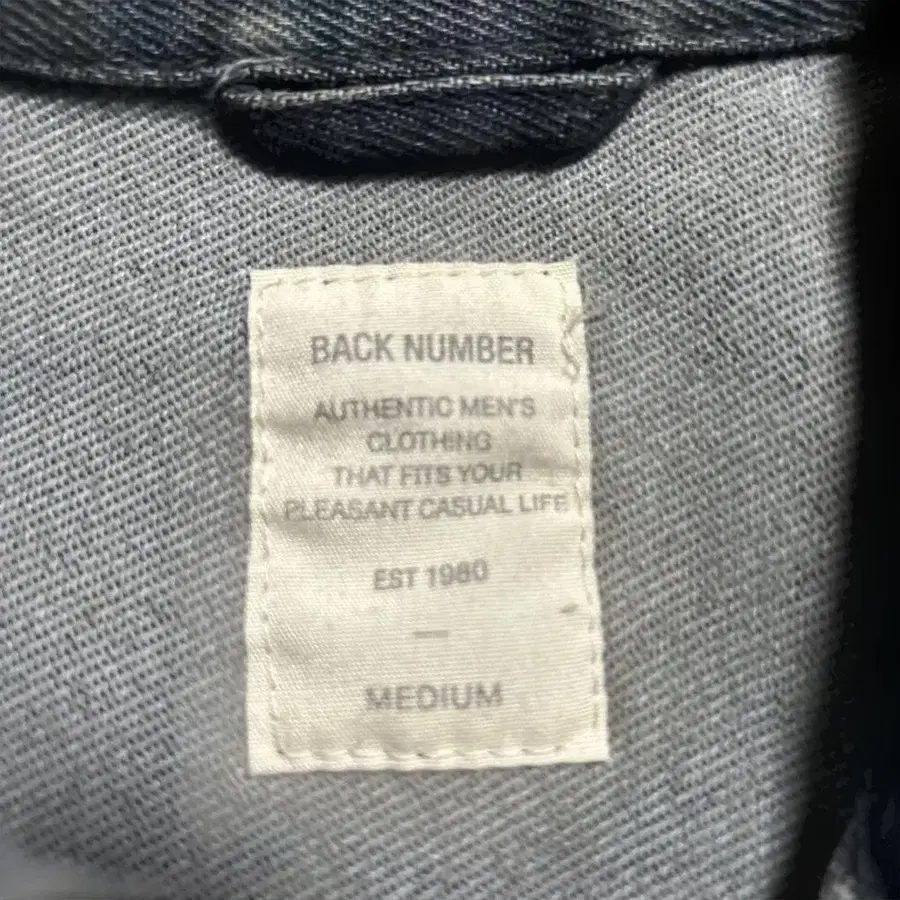 BACK NUMBER
AUTHENTIC MEN'S
CLOTHING
THAT FITS YOUR
PLEASANT CASUAL LIFE
EST 1980
MEDIUM